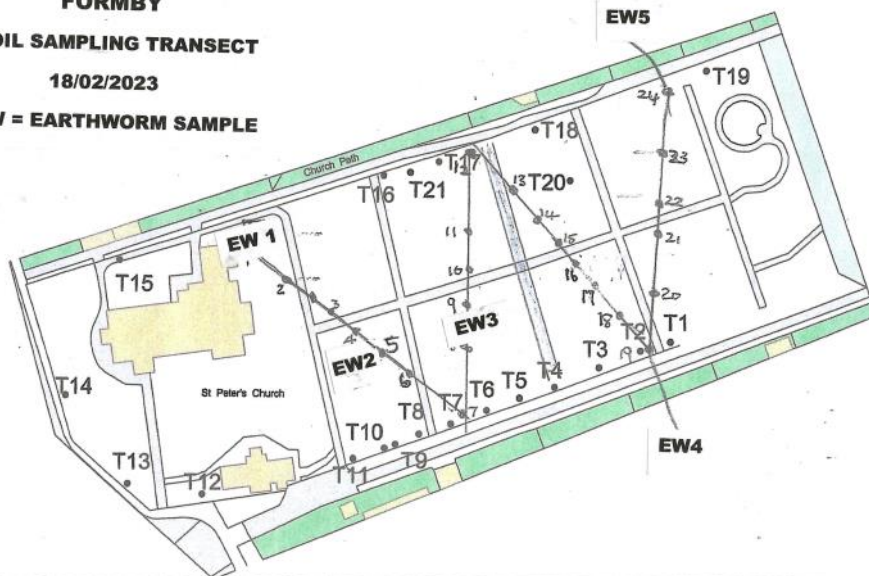 FORMBY
OIL SAMPLING TRANSECT
18/02/2023
= EARTHWORM SAMPLE
EW5
T19
24
T18
Church Path
T17
23
T16
T21
13
T20
22
14
EW 1
11
15
21
T15
2
10
16
17
20
3
9
18
4
EW3
T2
T1
5
19
EW2
T3
6
T4
T14
St Peter's Church
T5
T6
T7
7
T8
EW4
T10
T9
T11
T13
T12